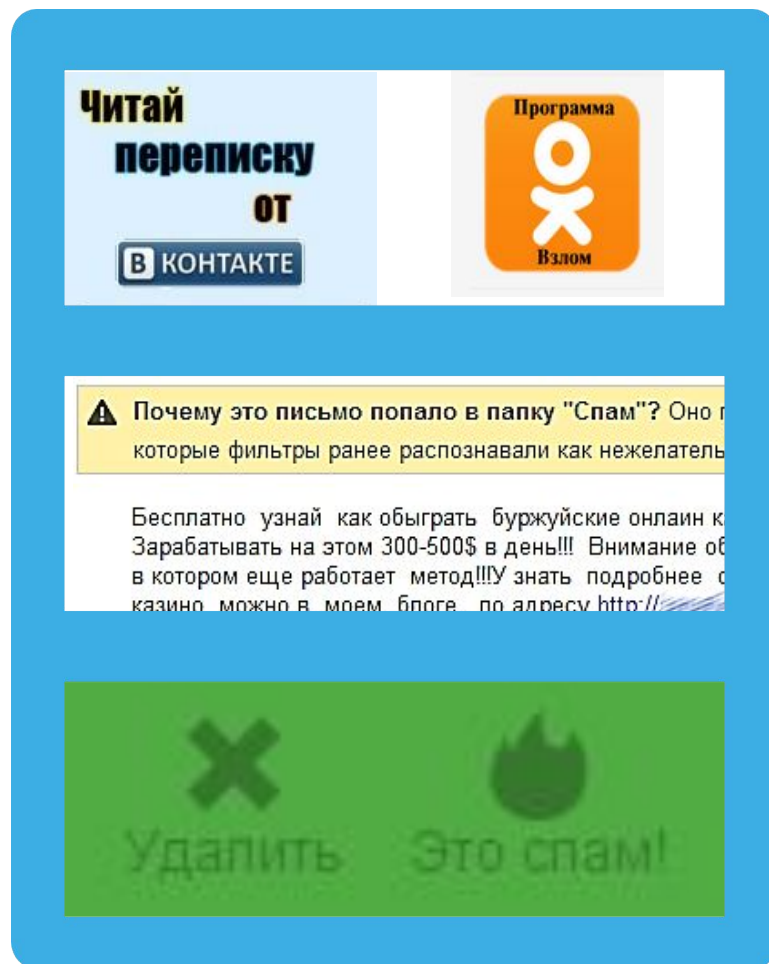 Читай
переписку
от
В КОНТАКТЕ
Программа
Взлом
Почему это письмо попало в папку "Спам"? Оно
которые фильтры ранее распознавали как нежелатель
Бесплатно узнай как обыграть буржуйские онлаин
Зарабатывать на этом 300-500$ в день!!! Внимание
в котором еще работает метод!!!У знать подробнее
казино можно в моем блоге по адресу http://
Удалить
Это спам!